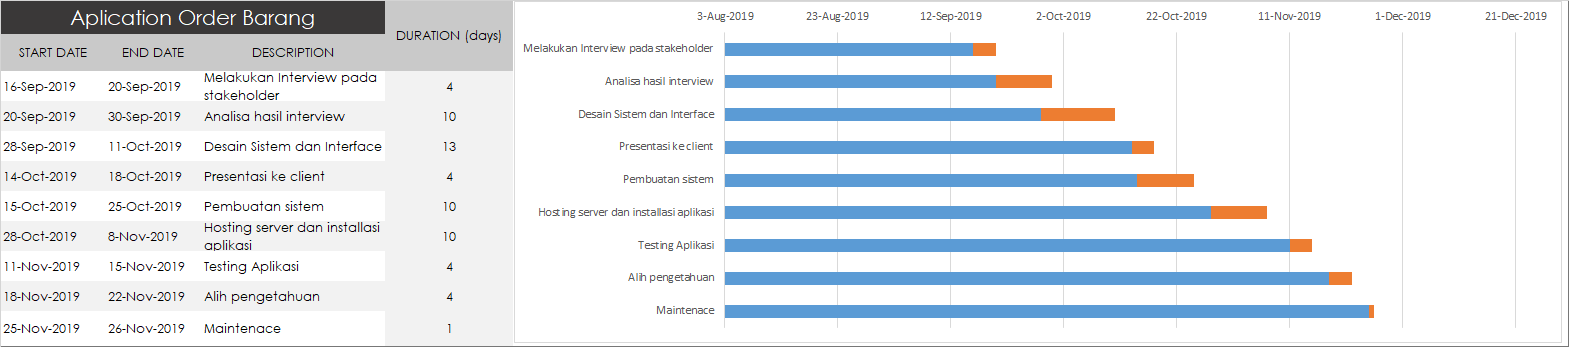 Aplication Order Barang
DURATION (days)
START DATE END DATE DESCRIPTION
16-Sep-2019 20-Sep-2019 Melakukan Interview pada
stakeholder 4
20-Sep-2019 30-Sep-2019 Analisa hasil interview 10
28-Sep-2019 11-Oct-2019 Desain Sistem dan Interface 13
14-Oct-2019 18-Oct-2019 Presentasi ke client 4
15-Oct-2019 25-Oct-2019 Pembuatan sistem 10
28-Oct-2019 8-Nov-2019 Hosting server dan installasi
aplikasi 10
11-Nov-2019 15-Nov-2019 Testing Aplikasi 4
18-Nov-2019 22-Nov-2019 Alih pengetahuan 4
25-Nov-2019 26-Nov-2019 Maintenace 1
3-Aug-2019 23-Aug-2019 12-Sep-2019 2-Oct-2019 22-Oct-2019 11-Nov-2019 1-Dec-2019 21-Dec-2019
Melakukan Interview pada stakeholder
Analisa hasil interview
Desain Sistem dan Interface
Presentasi ke client
Pembuatan sistem
Hosting server dan installasi aplikasi
Testing Aplikasi
Alih pengetahuan
Maintenace